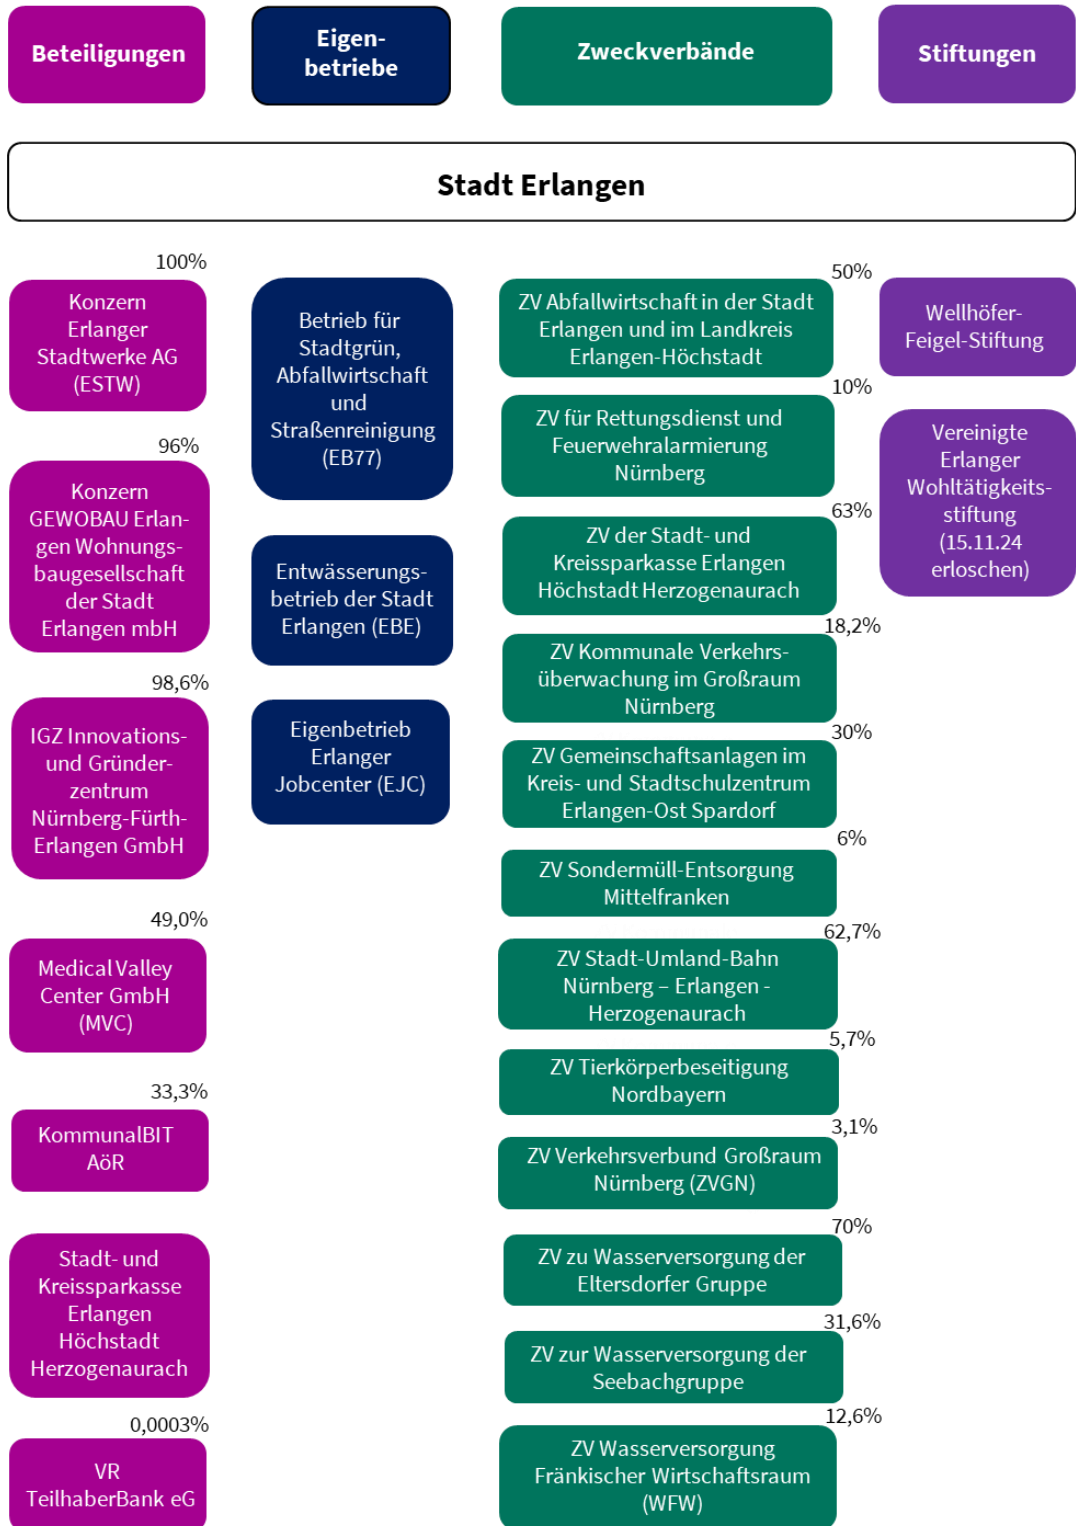 Beteiligungen
Eigen-
betriebe
Zweckverbände
Stiftungen
Stadt Erlangen
100%
Konzern
Erlanger
Stadtwerke AG
(ESTW)
96%
Konzern
GEWOBAU Erlan-
gen Wohnungs-
baugesellschaft
der Stadt
Erlangen mbH
98,6%
IGZ Innovations-
und Gründer-
zentrum
Nürnberg-Fürth-
Erlangen GmbH
49,0%
Medical Valley
Center GmbH
(MVC)
33,3%
KommunalBIT
AöR
Stadt- und
Kreissparkasse
Erlangen
Höchstadt
Herzogenaurach
0,0003%
VR
TeilhaberBank eG
Betrieb für
Stadtgrün,
Abfallwirtschaft
und
Straßenreinigung
(EB77)
Entwässerungs-
betrieb der Stadt
Erlangen (EBE)
Eigenbetrieb
Erlanger
Jobcenter (EJC)
50%
ZV Abfallwirtschaft in der Stadt
Erlangen und im Landkreis
Erlangen-Höchstadt
10%
ZV für Rettungsdienst und
Feuerwehralarmierung
Nürnberg
63%
ZV der Stadt- und
Kreissparkasse Erlangen
Höchstadt Herzogenaurach
18,2%
ZV Kommunale Verkehrs-
überwachung im Großraum
Nürnberg
30%
ZV Gemeinschaftsanlagen im
Kreis- und Stadtschulzentrum
Erlangen-Ost Spardorf
6%
ZV Sondermüll-Entsorgung
Mittelfranken
62,7%
ZV Stadt-Umland-Bahn
Nürnberg – Erlangen -
Herzogenaurach
5,7%
ZV Tierkörperbeseitigung
Nordbayern
3,1%
ZV Verkehrsverbund Großraum
Nürnberg (ZVGN)
70%
ZV zu Wasserversorgung der
Eltersdorfer Gruppe
31,6%
ZV zur Wasserversorgung der
Seebachgruppe
12,6%
ZV Wasserversorgung
Fränkischer Wirtschaftsraum
(WFW)
Wellhöfer-
Feigel-Stiftung
Vereinigte
Erlanger
Wohltätigkeits-
stiftung
(15.11.24
erloschen)